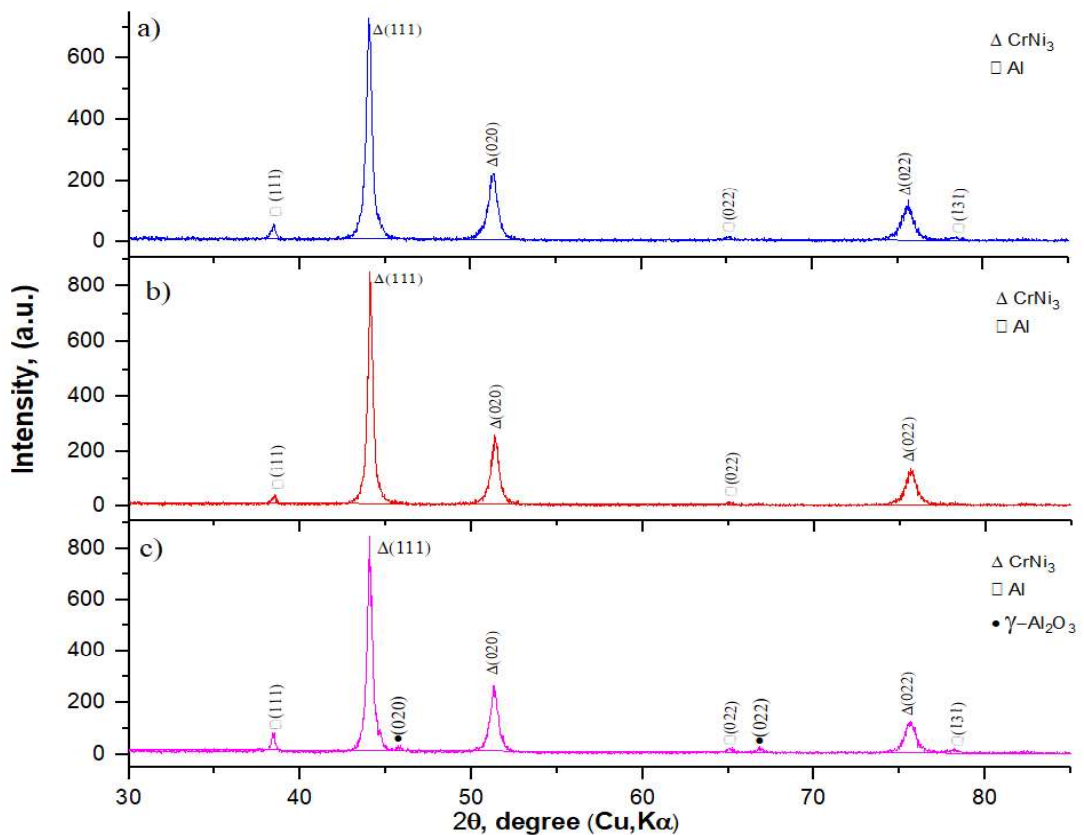 a)
Δ(111)
Δ CrNi₃
□ Al
□ (111)
Δ(020)
□(022)
Δ(022)
□(131)
600
400
200
0
b)
Δ(111)
Δ CrNi₃
□ Al
□(111)
Δ(020)
□(022)
Δ(022)
800
600
400
200
0
c)
Δ(111)
Δ CrNi₃
□ Al
● γ–Al₂O₃
□(111)
●(020)
Δ(020)
□(022)
●(022)
Δ(022)
□(131)
800
600
400
200
0
Intensity, (a.u.)
30 40 50 60 70 80
2θ, degree (Cu,Kα)